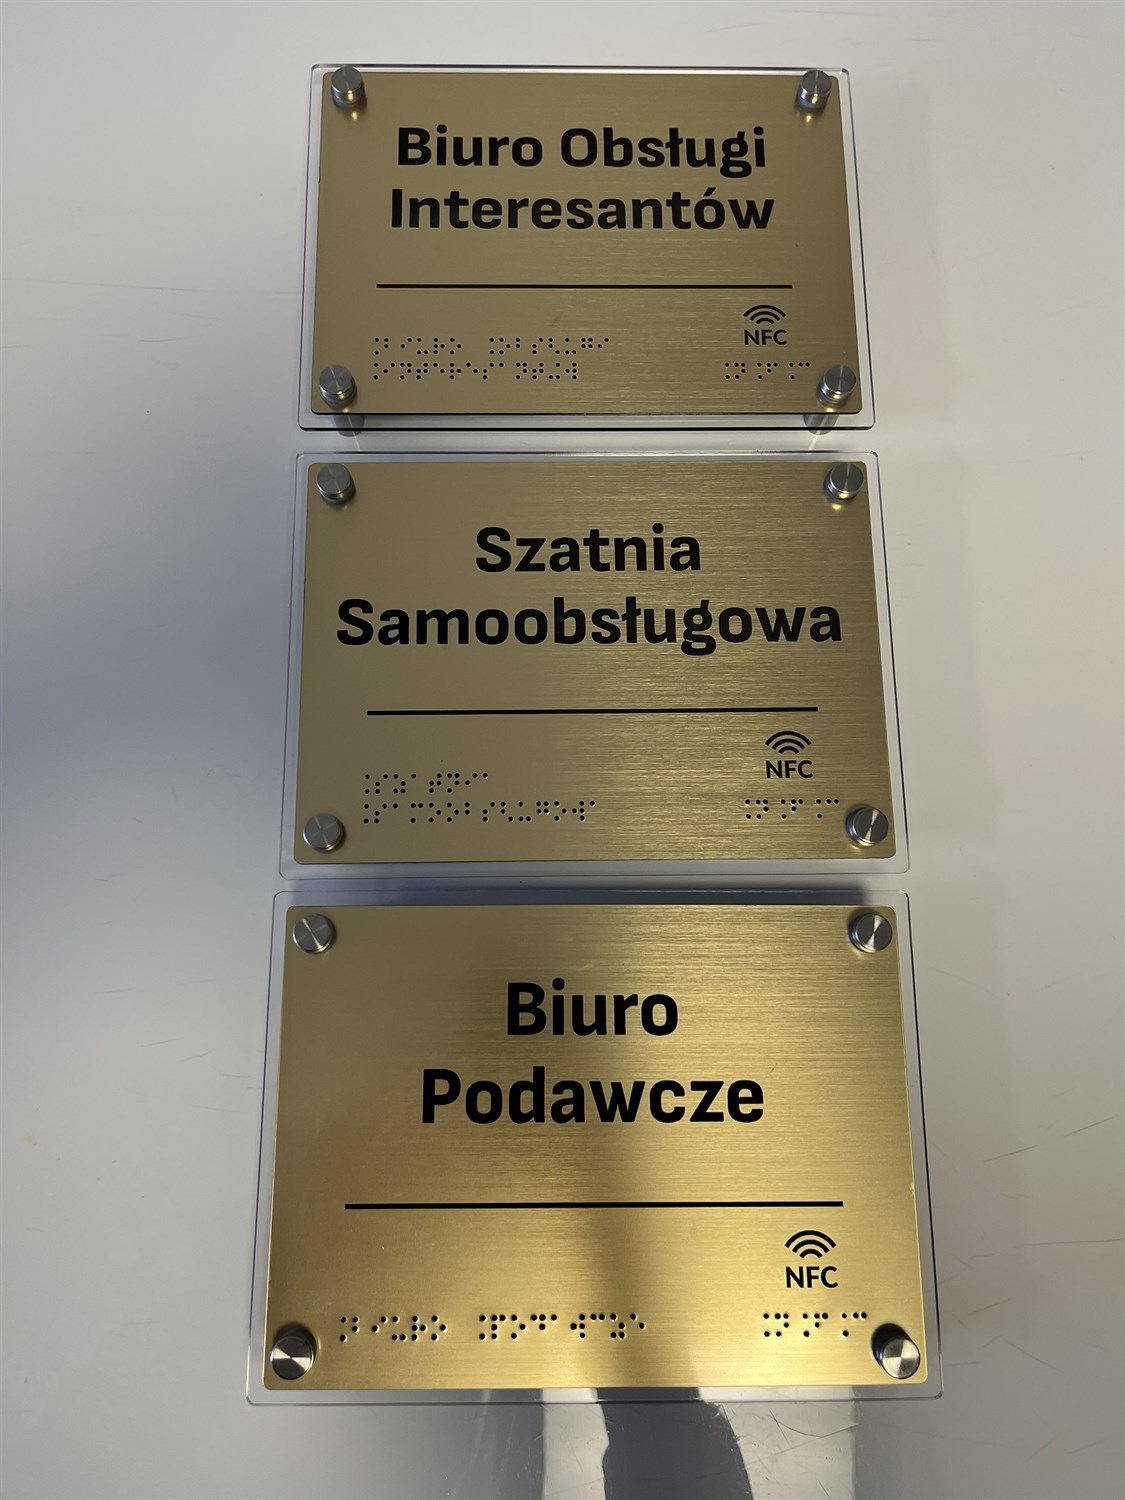 Biuro Obsługi
Interesantów
NFC
Szatnia
Samoobsługowa
NFC
Biuro
Podawcze
NFC